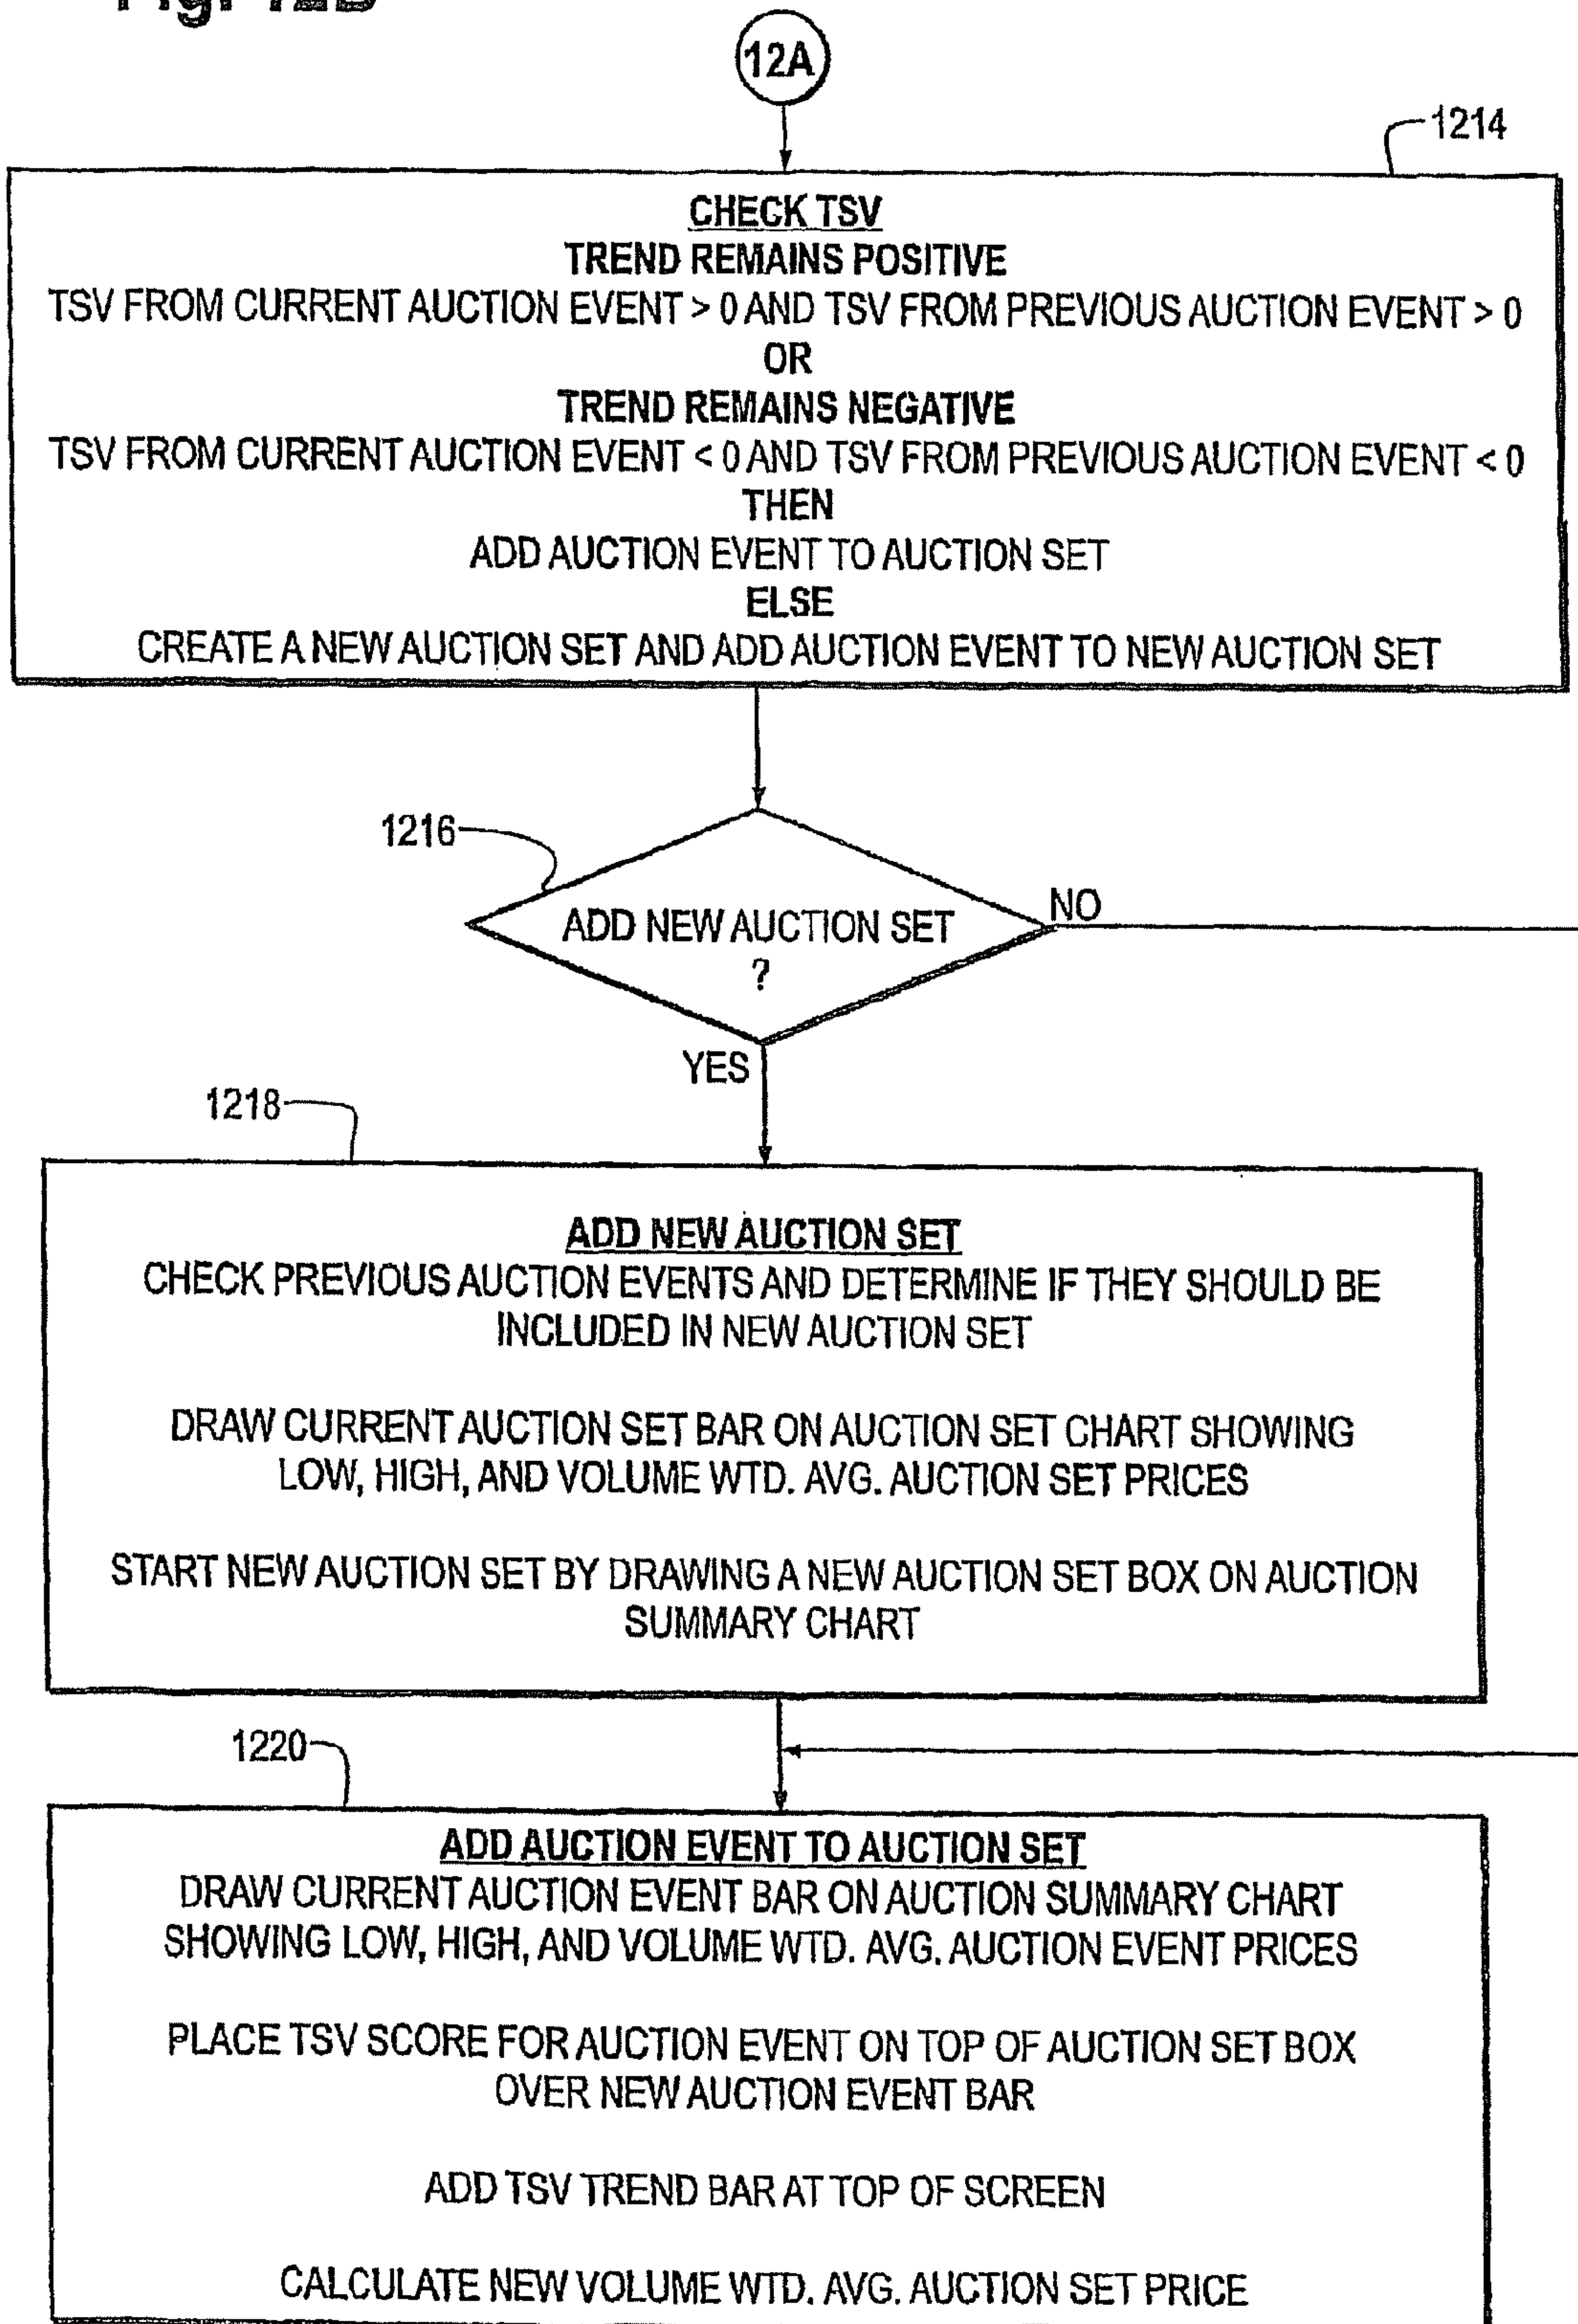 12A
1214
CHECK TSV
TREND REMAINS POSITIVE
TSV FROM CURRENT AUCTION EVENT > 0 AND TSV FROM PREVIOUS AUCTION EVENT > 0
OR
TREND REMAINS NEGATIVE
TSV FROM CURRENT AUCTION EVENT < 0 AND TSV FROM PREVIOUS AUCTION EVENT < 0
THEN
ADD AUCTION EVENT TO AUCTION SET
ELSE
CREATE A NEW AUCTION SET AND ADD AUCTION EVENT TO NEW AUCTION SET
1216
ADD NEW AUCTION SET
?
NO
YES
1218
ADD NEW AUCTION SET
CHECK PREVIOUS AUCTION EVENTS AND DETERMINE IF THEY SHOULD BE
INCLUDED IN NEW AUCTION SET
DRAW CURRENT AUCTION SET BAR ON AUCTION SET CHART SHOWING
LOW, HIGH, AND VOLUME WTD. AVG. AUCTION SET PRICES
START NEW AUCTION SET BY DRAWING A NEW AUCTION SET BOX ON AUCTION
SUMMARY CHART
1220
ADD AUCTION EVENT TO AUCTION SET
DRAW CURRENT AUCTION EVENT BAR ON AUCTION SUMMARY CHART
SHOWING LOW, HIGH, AND VOLUME WTD. AVG. AUCTION EVENT PRICES
PLACE TSV SCORE FOR AUCTION EVENT ON TOP OF AUCTION SET BOX
OVER NEW AUCTION EVENT BAR
ADD TSV TREND BAR AT TOP OF SCREEN
CALCULATE NEW VOLUME WTD. AVG. AUCTION SET PRICE